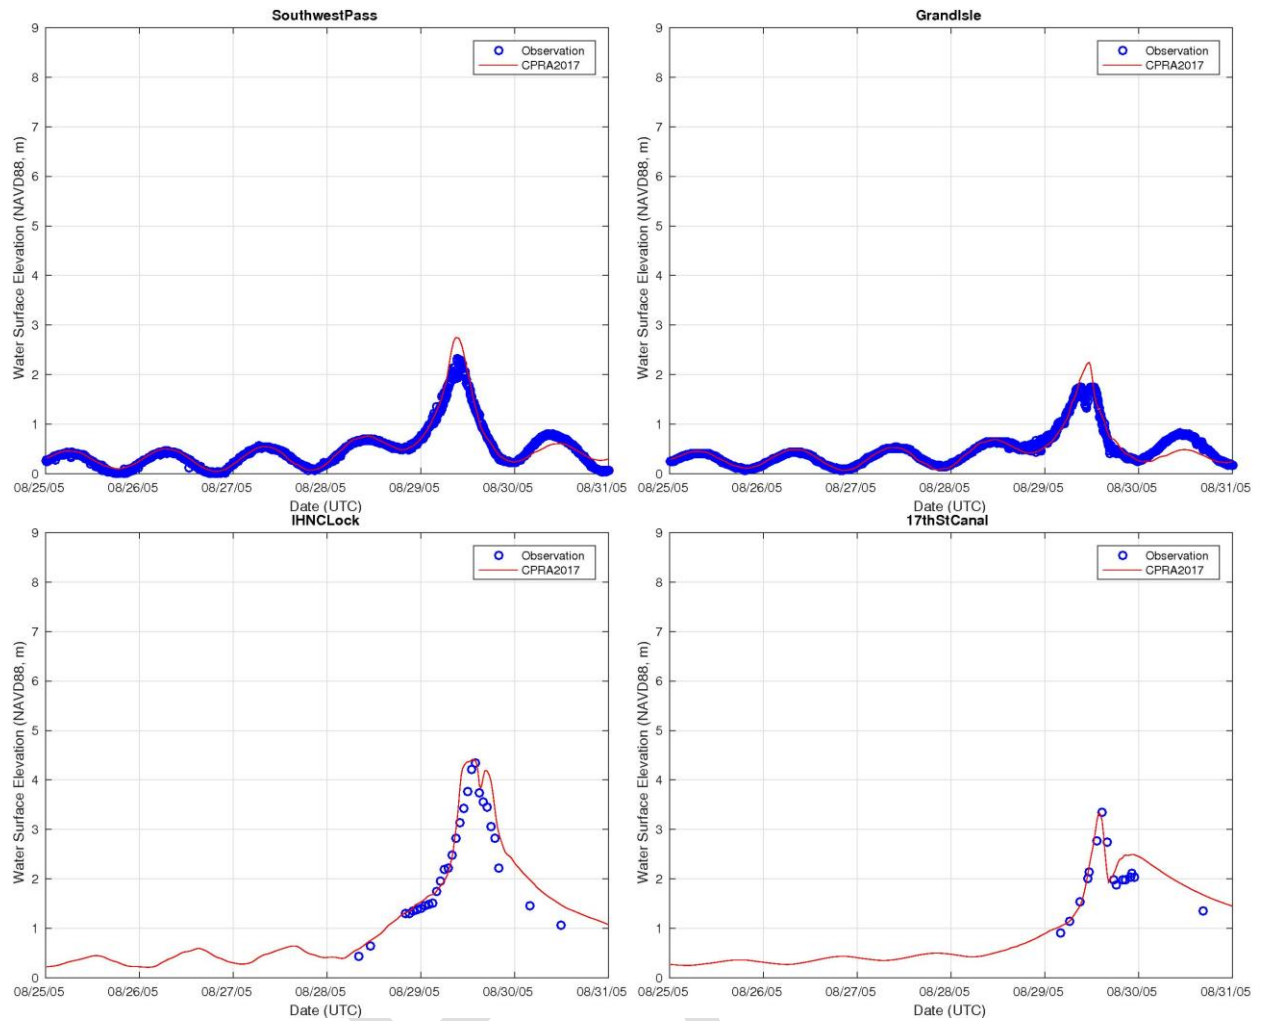 SouthwestPass
Observation
CPRA2017
Water Surface Elevation (NAVD88, m)
9
8
7
6
5
4
3
2
1
0
08/25/05 08/26/05 08/27/05 08/28/05 08/29/05 08/30/05 08/31/05
Date (UTC)
GrandIsle
Observation
CPRA2017
Water Surface Elevation (NAVD88, m)
9
8
7
6
5
4
3
2
1
0
08/25/05 08/26/05 08/27/05 08/28/05 08/29/05 08/30/05 08/31/05
Date (UTC)
IHNCLock
Observation
CPRA2017
Water Surface Elevation (NAVD88, m)
9
8
7
6
5
4
3
2
1
0
08/25/05 08/26/05 08/27/05 08/28/05 08/29/05 08/30/05 08/31/05
Date (UTC)
17thStCanal
Observation
CPRA2017
Water Surface Elevation (NAVD88, m)
9
8
7
6
5
4
3
2
1
0
08/25/05 08/26/05 08/27/05 08/28/05 08/29/05 08/30/05 08/31/05
Date (UTC)